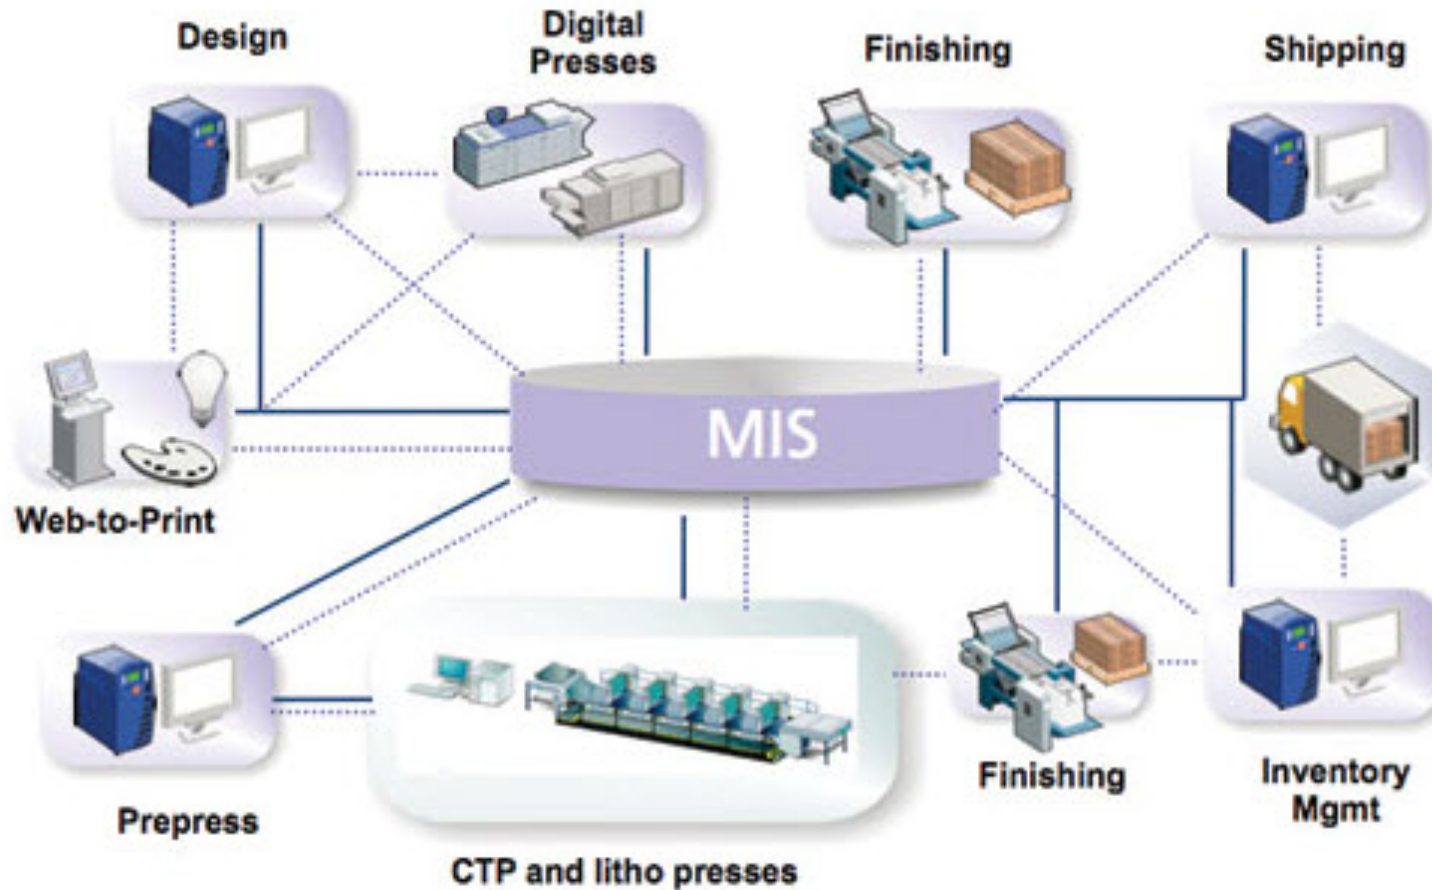 Design
Digital
Presses
Finishing
Shipping
MIS
Web-to-Print
Prepress
CTP and litho presses
Finishing
Inventory
Mgmt